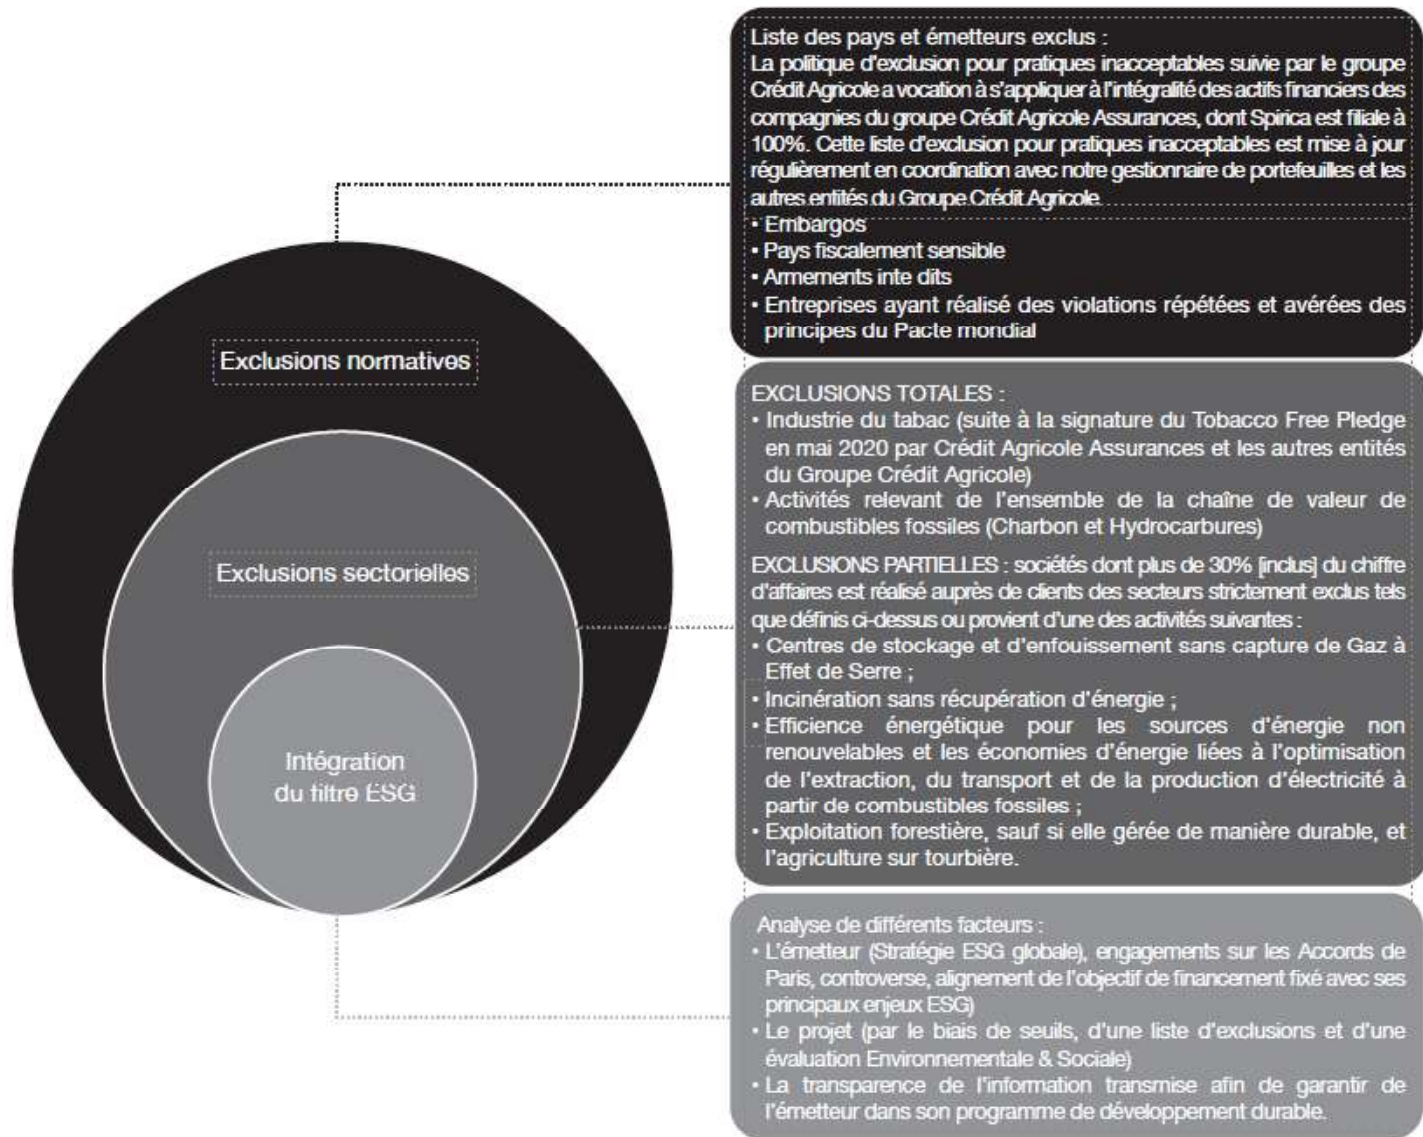 Liste des pays et émetteurs exclus :
La politique d'exclusion pour pratiques inacceptables suivie par le groupe
Crédit Agricole a vocation à s'appliquer à l'intégralité des actifs financiers des
compagnies du groupe Crédit Agricole Assurances, dont Spirica est filiale à
100%. Cette liste d'exclusion pour pratiques inacceptables est mise à jour
régulièrement en coordination avec notre gestionnaire de portefeuilles et les
autres entités du Groupe Crédit Agricole.
• Embargos
• Pays fiscalement sensible
• Armements inte dits
• Entreprises ayant réalisé des violations répétées et avérées des
principes du Pacte mondial
Exclusions normatives
EXCLUSIONS TOTALES :
• Industrie du tabac (suite à la signature du Tobacco Free Pledge
en mai 2020 par Crédit Agricole Assurances et les autres entités
du Groupe Crédit Agricole)
• Activités relevant de l'ensemble de la chaîne de valeur de
combustibles fossiles (Charbon et Hydrocarbures)
EXCLUSIONS PARTIELLES : sociétés dont plus de 30% [inclus] du chiffre
d'affaires est réalisé auprès de clients des secteurs strictement exclus tels
que définis ci-dessus ou provient d'une des activités suivantes :
• Centres de stockage et d'enfouissement sans capture de Gaz à
Effet de Serre ;
• Incinération sans récupération d'énergie ;
• Efficience énergétique pour les sources d'énergie non
renouvelables et les économies d'énergie liées à l'optimisation
de l'extraction, du transport et de la production d'électricité à
partir de combustibles fossiles ;
• Exploitation forestière, sauf si elle gérée de manière durable, et
l'agriculture sur tourbière.
Exclusions sectorielles
Intégration
du filtre ESG
Analyse de différents facteurs :
• L'émetteur (Stratégie ESG globale), engagements sur les Accords de
Paris, controverse, alignement de l'objectif de financement fixé avec ses
principaux enjeux ESG)
• Le projet (par le biais de seuils, d'une liste d'exclusions et d'une
évaluation Environnementale & Sociale)
• La transparence de l'information transmise afin de garantir de
l'émetteur dans son programme de développement durable.